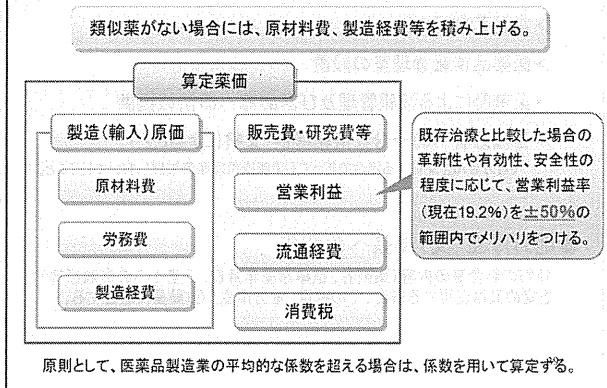 類似薬がない場合には、原材料費、製造経費等を積み上げる。
算定薬価
製造(輸入)原価
原材料費
労務費
製造経費
販売費・研究費等
営業利益
流通経費
消費税
既存治療と比較した場合の
革新性や有効性、安全性の
程度に応じて、営業利益率
(現在19.2%)を±50%の
範囲内でメリハリをつける。
原則として、医薬品製造業の平均的な係数を超える場合は、係数を用いて算定する。